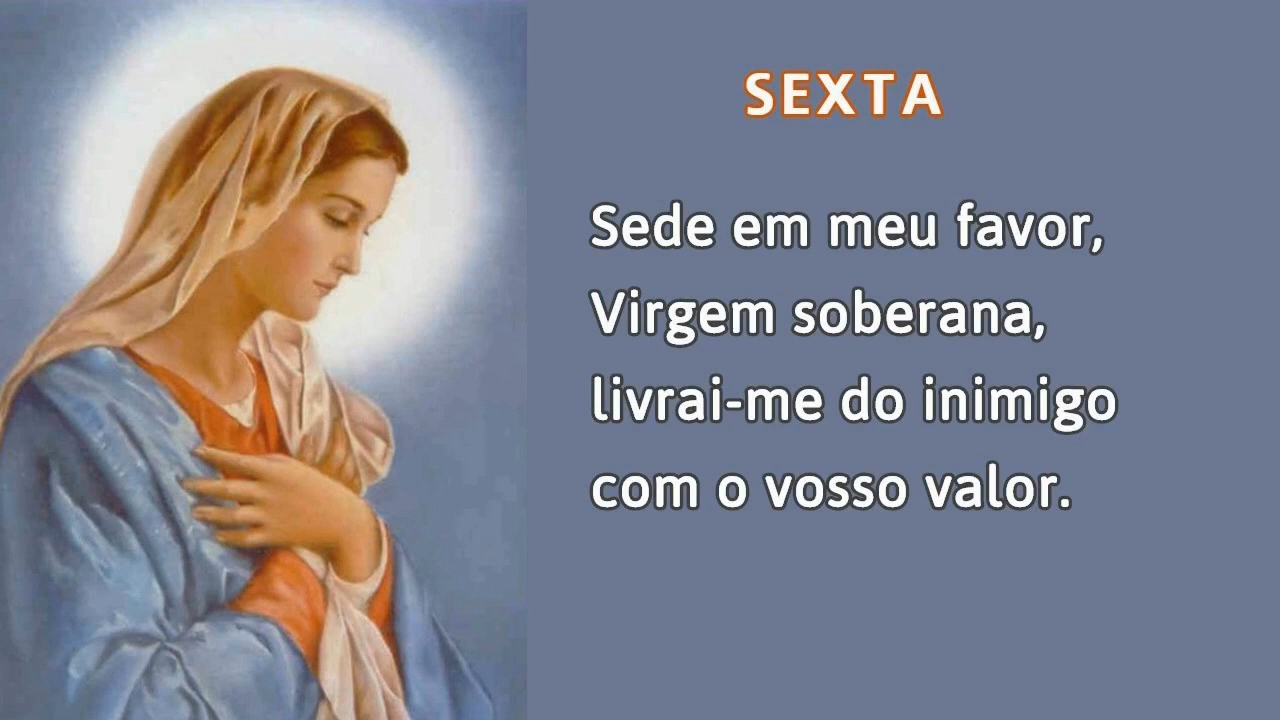 SEXTA
Sede em meu favor,
Virgem soberana,
livrai-me do inimigo
com o vosso valor.